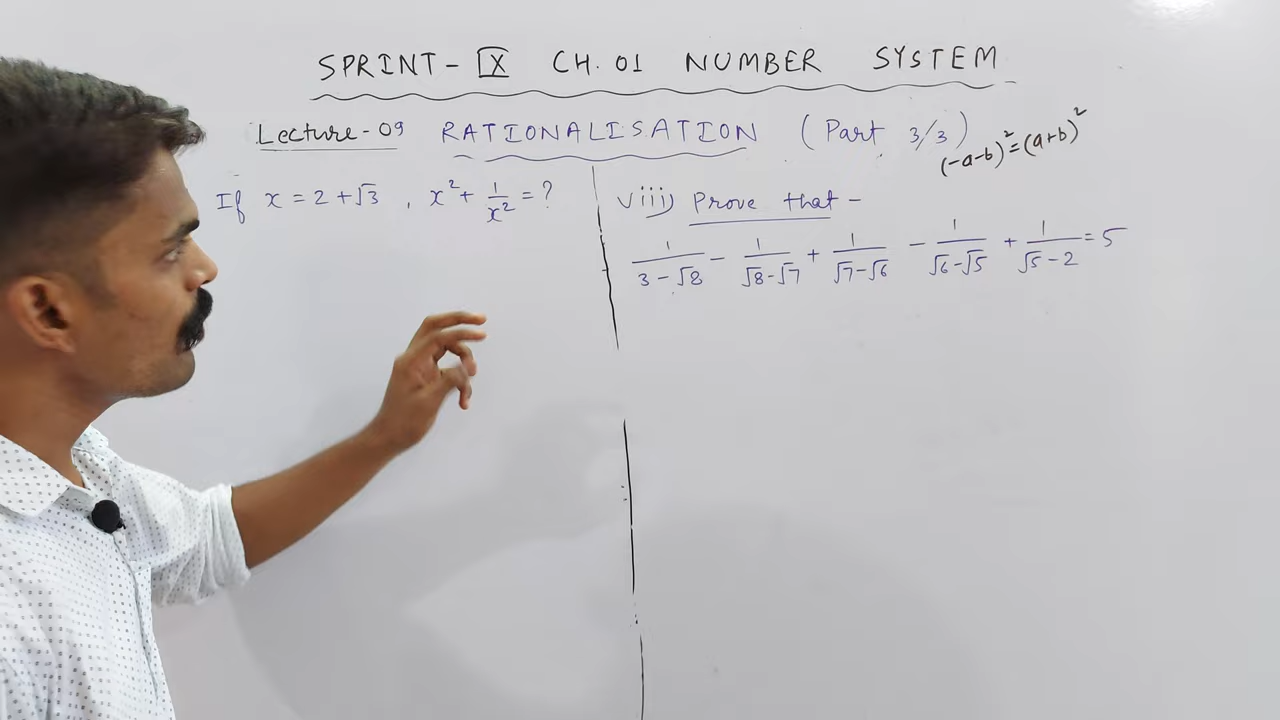 SPRINT- IX CH. 01 NUMBER SYSTEM
Lecture-09 RATIONALISATION (Part 3/3)
(-a-b)² = (a+b)²
If x = 2 + √3 , x² + 1/x² = ?
viii) Prove that -
1/(3 - √8) - 1/(√8 - √7) + 1/(√7 - √6) - 1/(√6 - √5) + 1/(√5 - 2) = 5